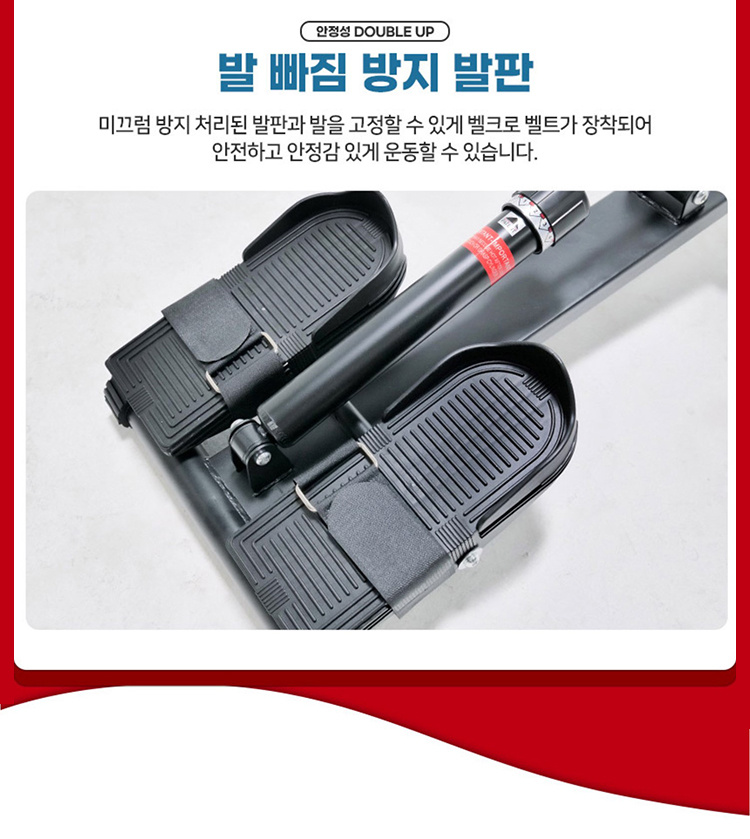 안정성 DOUBLE UP
발 빠짐 방지 발판
미끄럼 방지 처리된 발판과 발을 고정할 수 있게 벨크로 벨트가 장착되어
안전하고 안정감 있게 운동할 수 있습니다.